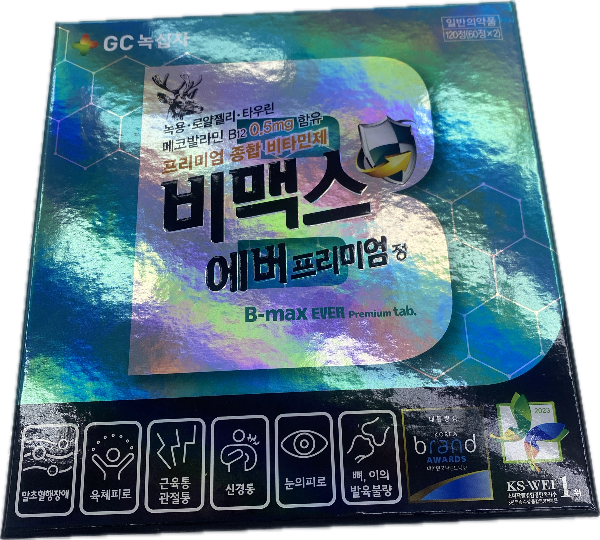 GC 녹십자
일반의약품
120정(60정×2)
녹용·로얄젤리·타우린
메코발라민 B12 0.5mg 함유
프리미엄 종합 비타민제
비맥스
에버 프리미엄 정
B-max EVER Premium tab.
말초혈행장애
육체피로
근육통
관절통
신경통
눈의피로
뼈, 이의
발육불량
대한민국
KOREA
brand
AWARDS
2023
KS-WEI 1위